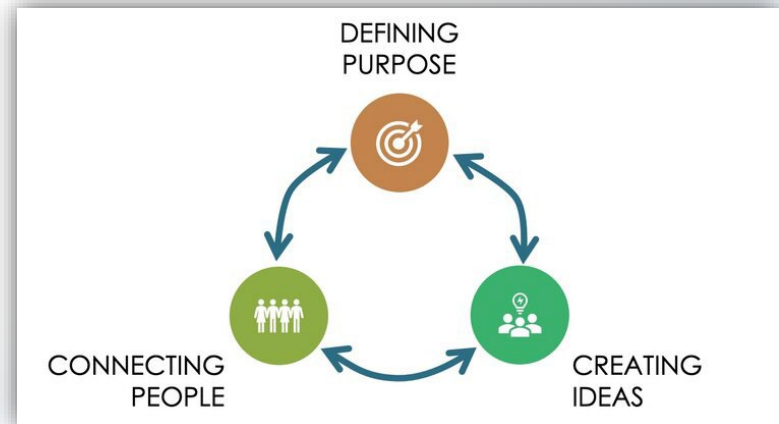 DEFINING
PURPOSE
CONNECTING
PEOPLE
CREATING
IDEAS